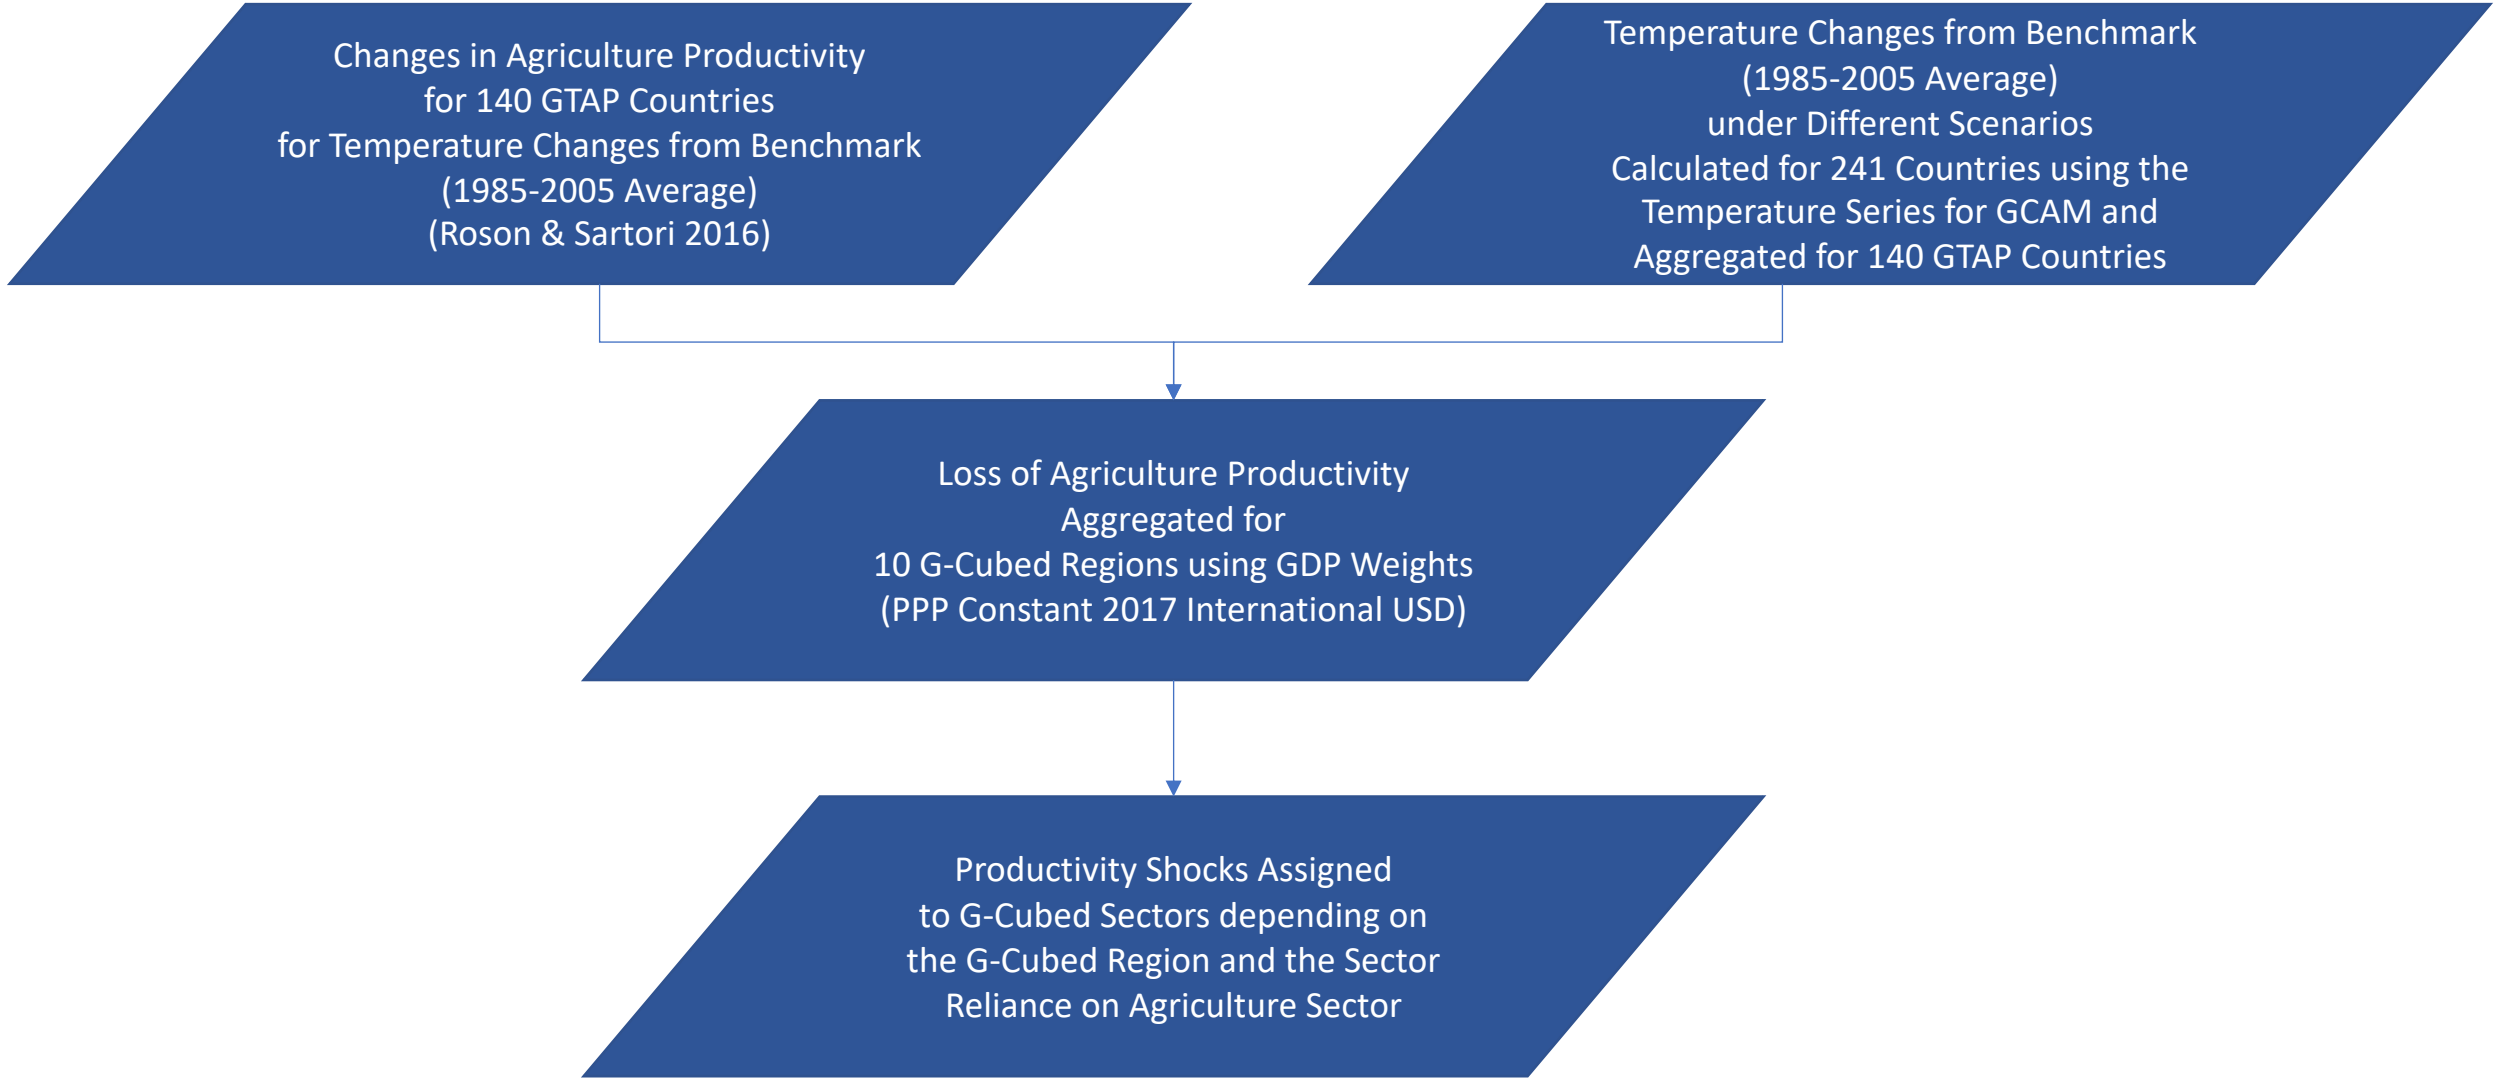 Changes in Agriculture Productivity
for 140 GTAP Countries
for Temperature Changes from Benchmark
(1985-2005 Average)
(Roson & Sartori 2016)
Temperature Changes from Benchmark
(1985-2005 Average)
under Different Scenarios
Calculated for 241 Countries using the
Temperature Series for GCAM and
Aggregated for 140 GTAP Countries
Loss of Agriculture Productivity
Aggregated for
10 G-Cubed Regions using GDP Weights
(PPP Constant 2017 International USD)
Productivity Shocks Assigned
to G-Cubed Sectors depending on
the G-Cubed Region and the Sector
Reliance on Agriculture Sector